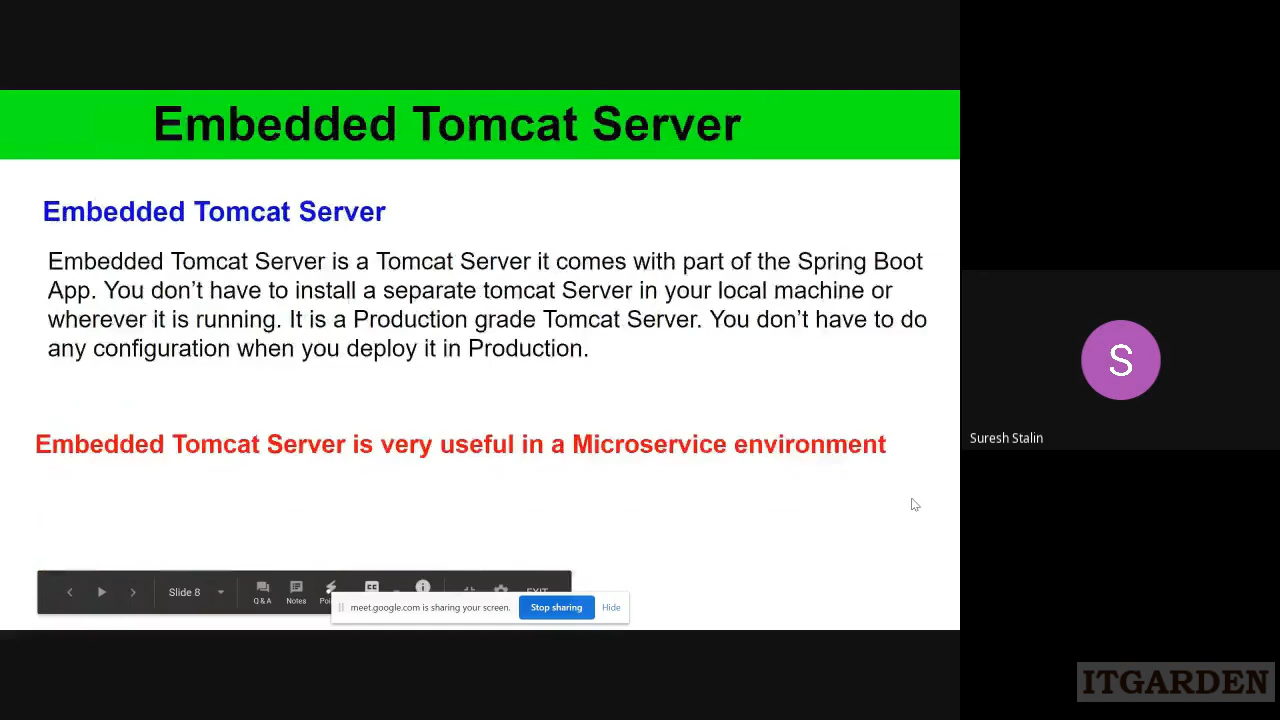 Embedded Tomcat Server
Embedded Tomcat Server
Embedded Tomcat Server is a Tomcat Server it comes with part of the Spring Boot
App. You don’t have to install a separate tomcat Server in your local machine or
wherever it is running. It is a Production grade Tomcat Server. You don’t have to do
any configuration when you deploy it in Production.
Embedded Tomcat Server is very useful in a Microservice environment
S
Suresh Stalin
Slide 8
Q & A
Notes
CC
EXIT
meet.google.com is sharing your screen.
Stop sharing
Hide
ITGARDEN